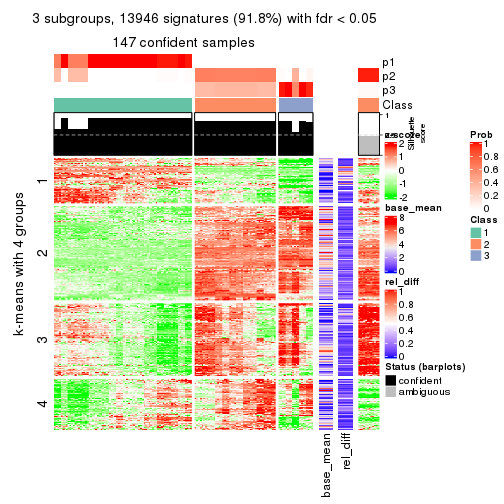 3 subgroups, 13946 signatures (91.8%) with fdr < 0.05
147 confident samples
p1
p2
p3
Class
1
Silhouette
score
k-means with 4 groups
1
2
3
4
base_mean
rel_diff
z-score
2
1
0
-1
-2
base_mean
8
6
4
2
0
rel_diff
1
0.8
0.6
0.4
0.2
0
Status (barplots)
confident
ambiguous
Prob
1
0.8
0.6
0.4
0.2
0
Class
1
2
3